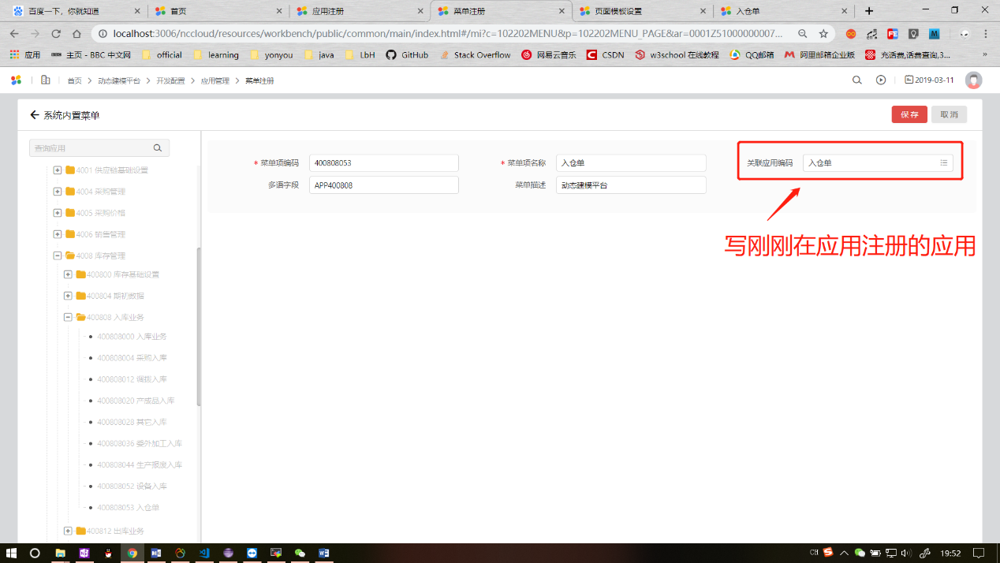 百度一下，你就知道
首页
应用注册
菜单注册
页面模板设置
入仓单
localhost:3006/nccloud/resources/workbench/public/common/main/index.html#/mi?c=102202MENU&p=102202MENU_PAGE&ar=0001Z51000000007...
应用
主页 - BBC 中文网
official
learning
yonyou
java
LbH
GitHub
Stack Overflow
网易云音乐
CSDN
w3school 在线教程
QQ邮箱
阿里邮箱企业版
充话费,话费查询,3...
首页 > 动态建模平台 > 开发配置 > 应用管理 > 菜单注册
2019-03-11
系统内置菜单
保存
取消
查询应用
* 菜单项编码 400808053
* 菜单项名称 入仓单
关联应用编码 入仓单
多语字段 APP400808
菜单描述 动态建模平台
写刚刚在应用注册的应用
4001 供应链基础设置
4004 采购管理
4005 采购价格
4006 销售管理
4008 库存管理
400800 库存基础设置
400804 期初数据
400808 入库业务
400808000 入库业务
400808004 采购入库
400808012 调拨入库
400808020 产成品入库
400808028 其它入库
400808036 委外加工入库
400808044 生产报废入库
400808052 设备入库
400808053 入仓单
400812 出库业务
CH
19:52